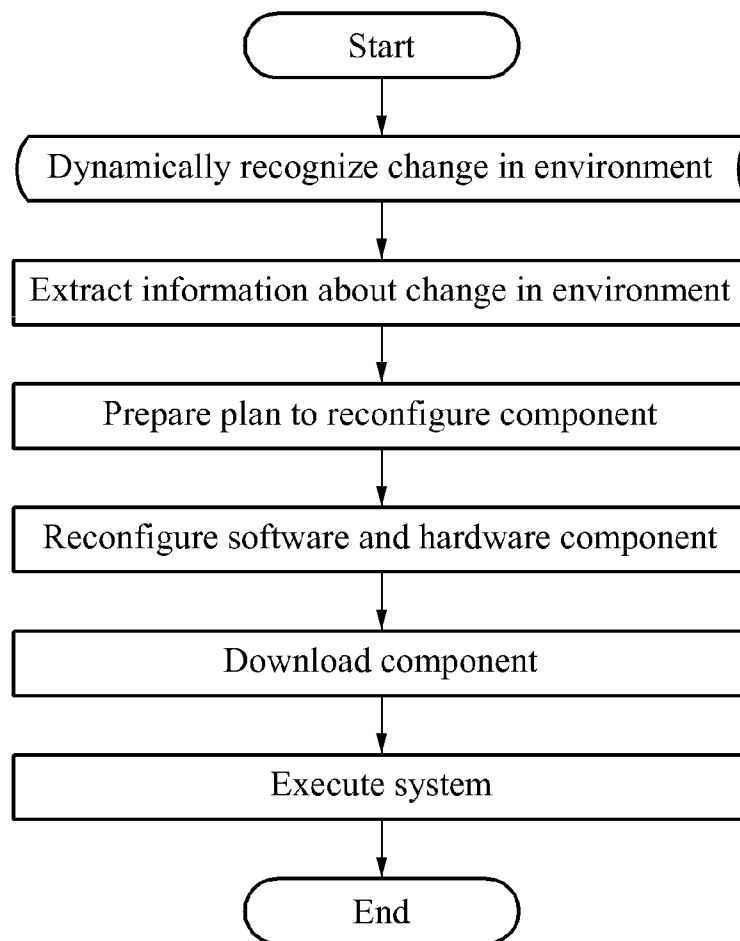 Start
Dynamically recognize change in environment
Extract information about change in environment
Prepare plan to reconfigure component
Reconfigure software and hardware component
Download component
Execute system
End